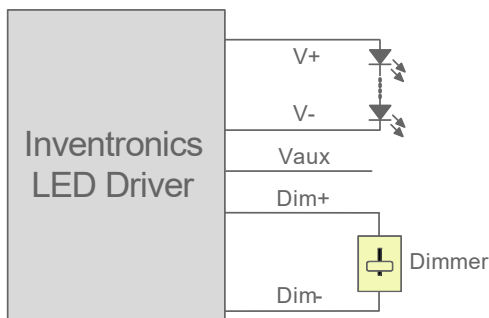 Inventronics
LED Driver
V+
V-
Vaux
Dim+
Dimmer
Dim-